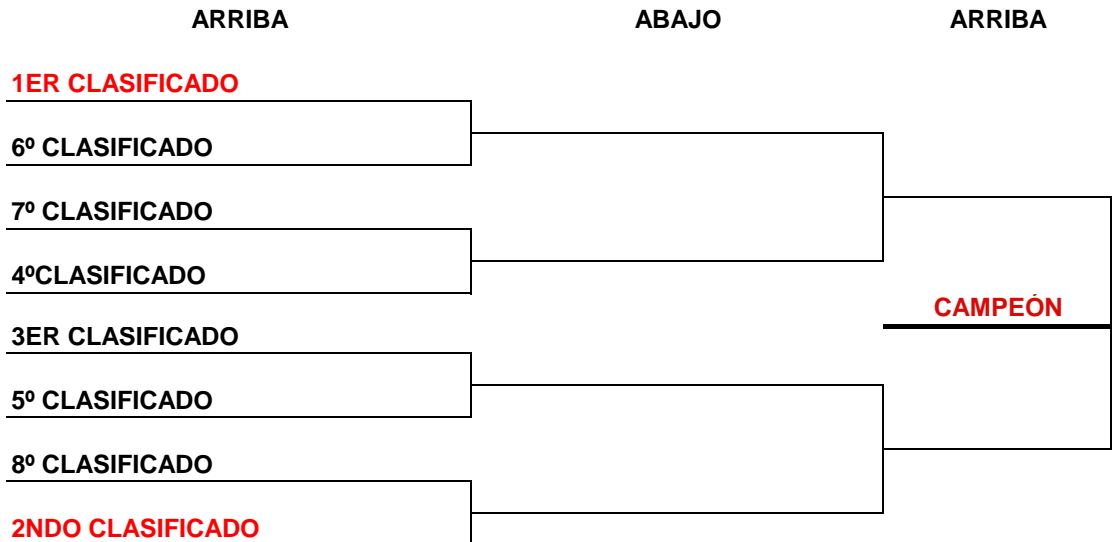 ARRIBA ABAJO ARRIBA
1ER CLASIFICADO
6º CLASIFICADO
7º CLASIFICADO
4ºCLASIFICADO
CAMPEÓN
3ER CLASIFICADO
5º CLASIFICADO
8º CLASIFICADO
2NDO CLASIFICADO